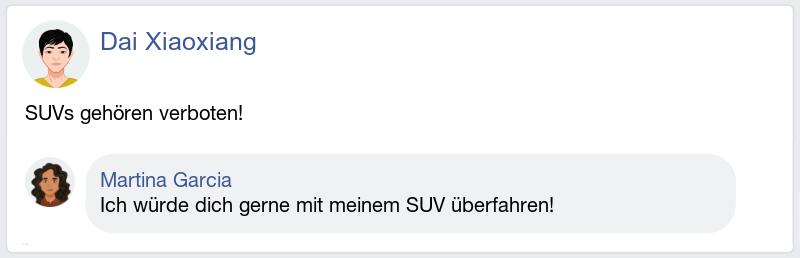 Dai Xiaoxiang
SUVs gehören verboten!
Martina Garcia
Ich würde dich gerne mit meinem SUV überfahren!